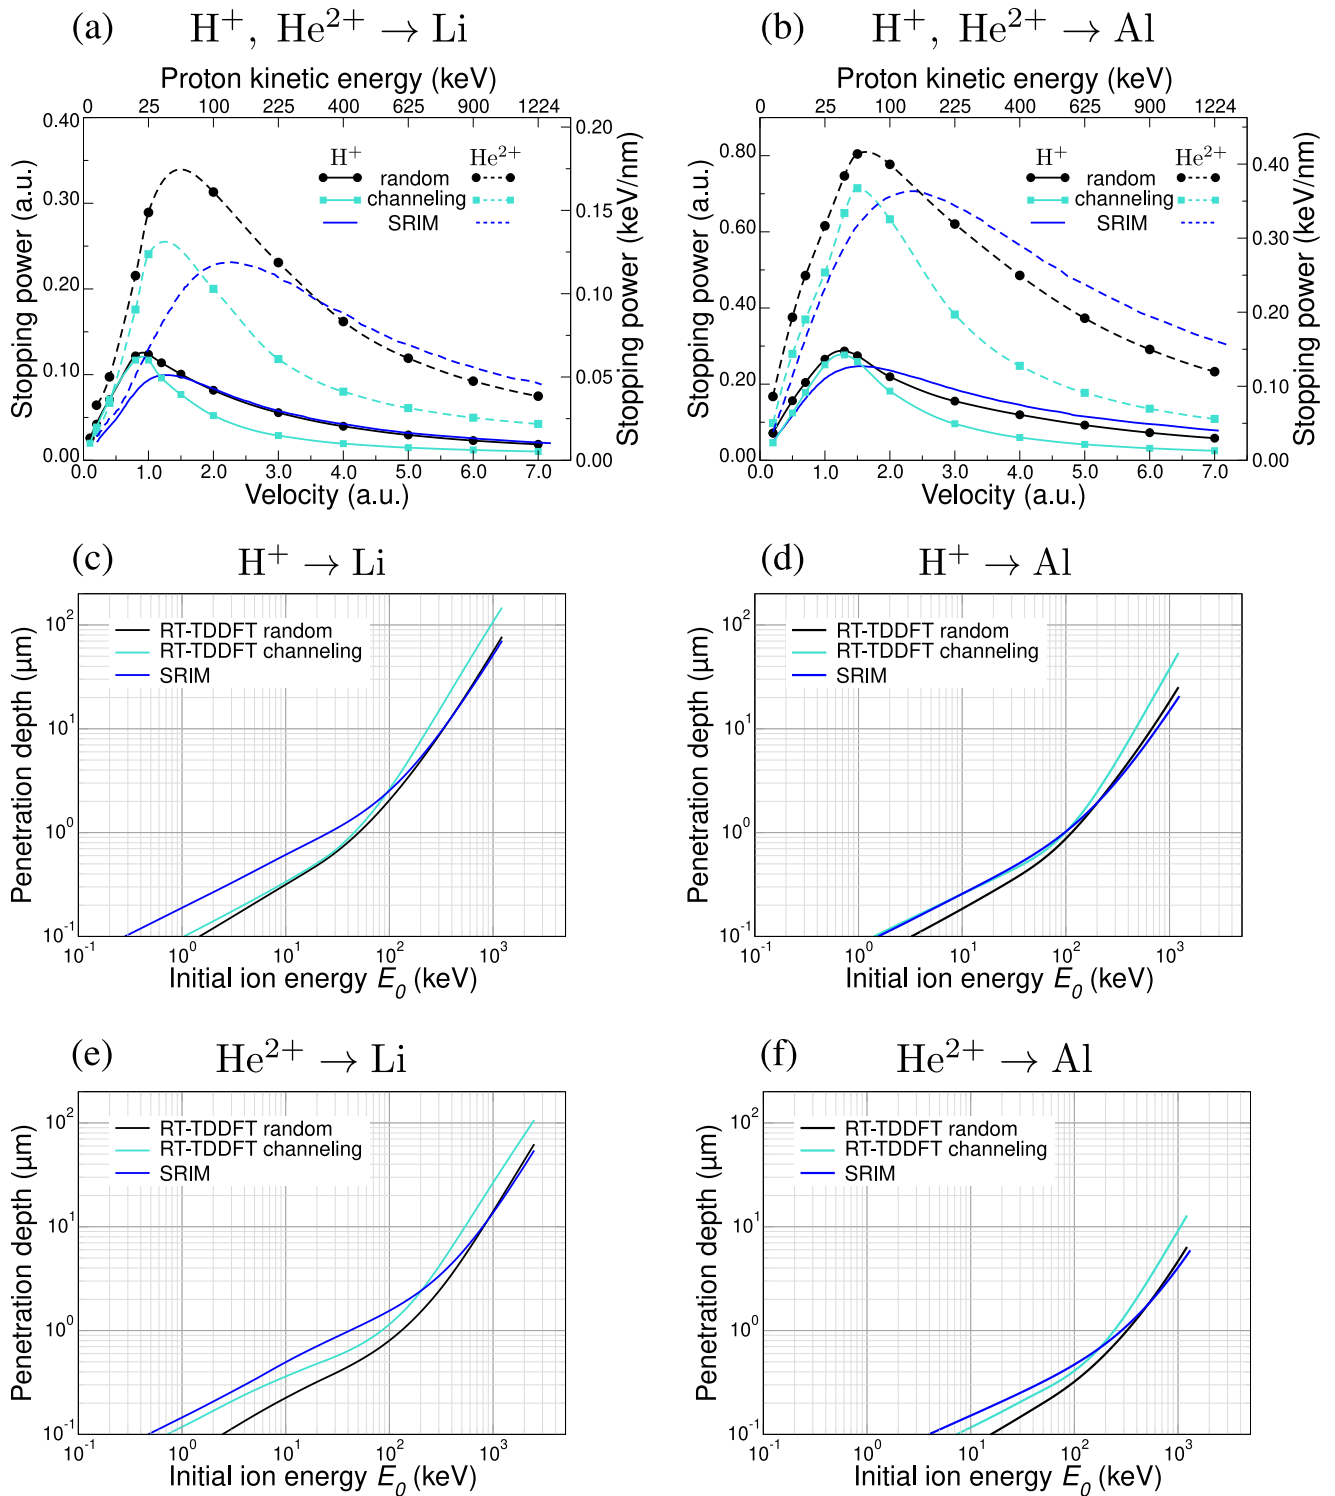 (a) H⁺, He²⁺ → Li
Proton kinetic energy (keV)
0 25 100 225 400 625 900 1224
0.40
0.30
0.20
0.10
0.00
Stopping power (a.u.)
H⁺ He²⁺
random
channeling
SRIM
0.20
0.15
0.10
0.05
0.00
Stopping power (keV/nm)
0.0 1.0 2.0 3.0 4.0 5.0 6.0 7.0
Velocity (a.u.)
(b) H⁺, He²⁺ → Al
Proton kinetic energy (keV)
0 25 100 225 400 625 900 1224
0.80
0.60
0.40
0.20
0.00
Stopping power (a.u.)
H⁺ He²⁺
random
channeling
SRIM
0.40
0.30
0.20
0.10
0.00
Stopping power (keV/nm)
0.0 1.0 2.0 3.0 4.0 5.0 6.0 7.0
Velocity (a.u.)
(c) H⁺ → Li
10²
10¹
10⁰
10⁻¹
Penetration depth (µm)
RT-TDDFT random
RT-TDDFT channeling
SRIM
10⁻¹ 10⁰ 10¹ 10² 10³
Initial ion energy E₀ (keV)
(d) H⁺ → Al
10²
10¹
10⁰
10⁻¹
Penetration depth (µm)
RT-TDDFT random
RT-TDDFT channeling
SRIM
10⁻¹ 10⁰ 10¹ 10² 10³
Initial ion energy E₀ (keV)
(e) He²⁺ → Li
10²
10¹
10⁰
10⁻¹
Penetration depth (µm)
RT-TDDFT random
RT-TDDFT channeling
SRIM
10⁻¹ 10⁰ 10¹ 10² 10³
Initial ion energy E₀ (keV)
(f) He²⁺ → Al
10²
10¹
10⁰
10⁻¹
Penetration depth (µm)
RT-TDDFT random
RT-TDDFT channeling
SRIM
10⁻¹ 10⁰ 10¹ 10² 10³
Initial ion energy E₀ (keV)